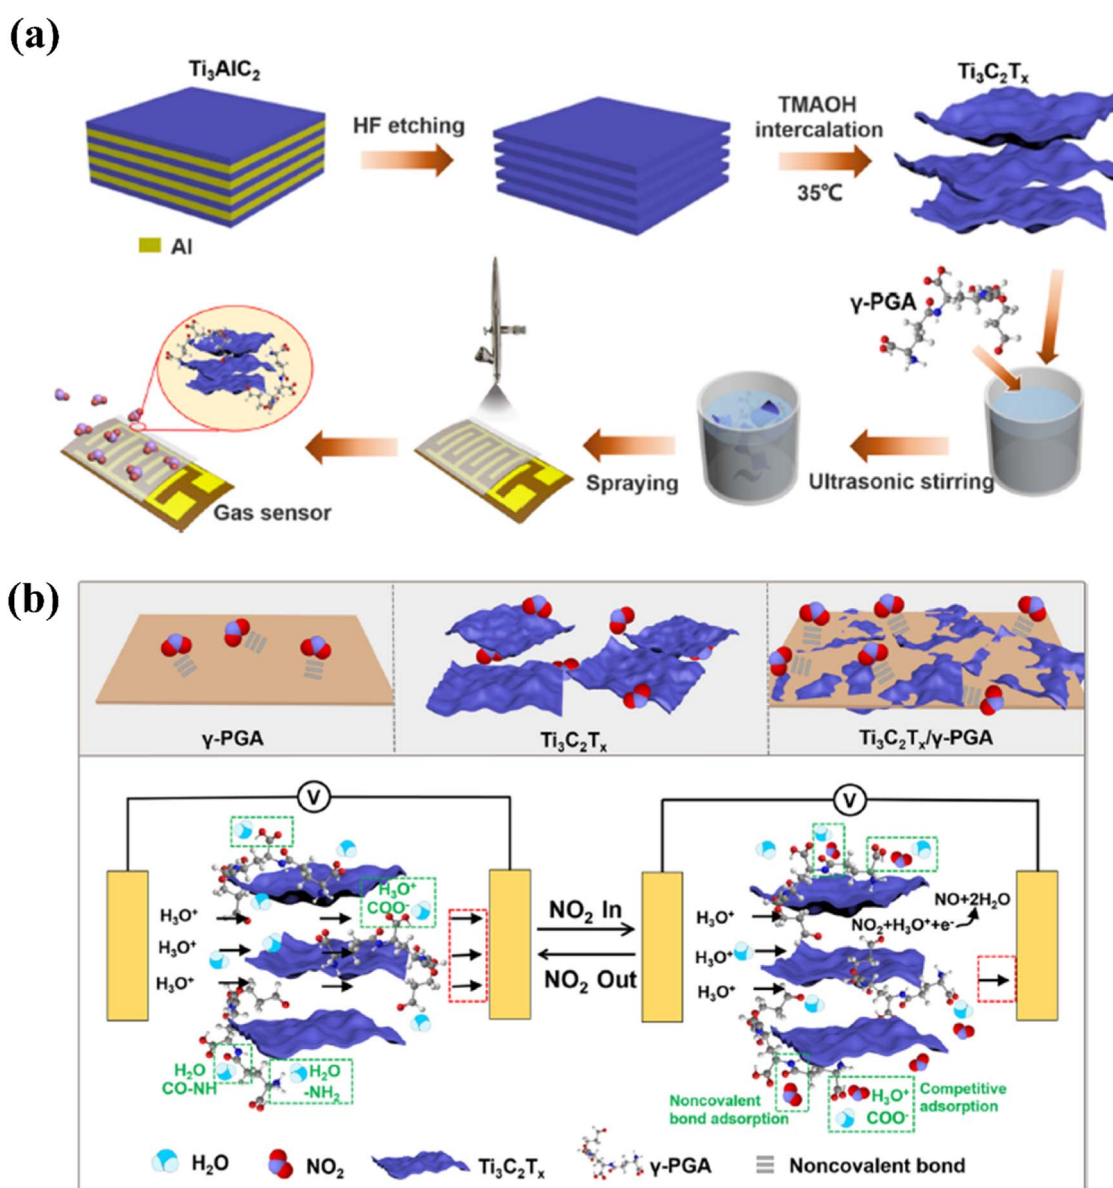 (a)
Ti₃AlC₂
HF etching
TMAOH
intercalation
35℃
Ti₃C₂Tₓ
Al
γ-PGA
Gas sensor
Spraying
Ultrasonic stirring
(b)
γ-PGA
Ti₃C₂Tₓ
Ti₃C₂Tₓ/γ-PGA
V
H₃O⁺
H₃O⁺
H₃O⁺
H₃O⁺
COO⁻
H₂O
CO-NH
H₂O
-NH₂
NO₂ In
NO₂ Out
V
H₃O⁺
H₃O⁺
H₃O⁺
NO+2H₂O
NO₂+H₃O⁺+e⁻
Noncovalent
bond adsorption
H₃O⁺
COO⁻
Competitive
adsorption
H₂O
NO₂
Ti₃C₂Tₓ
γ-PGA
Noncovalent bond